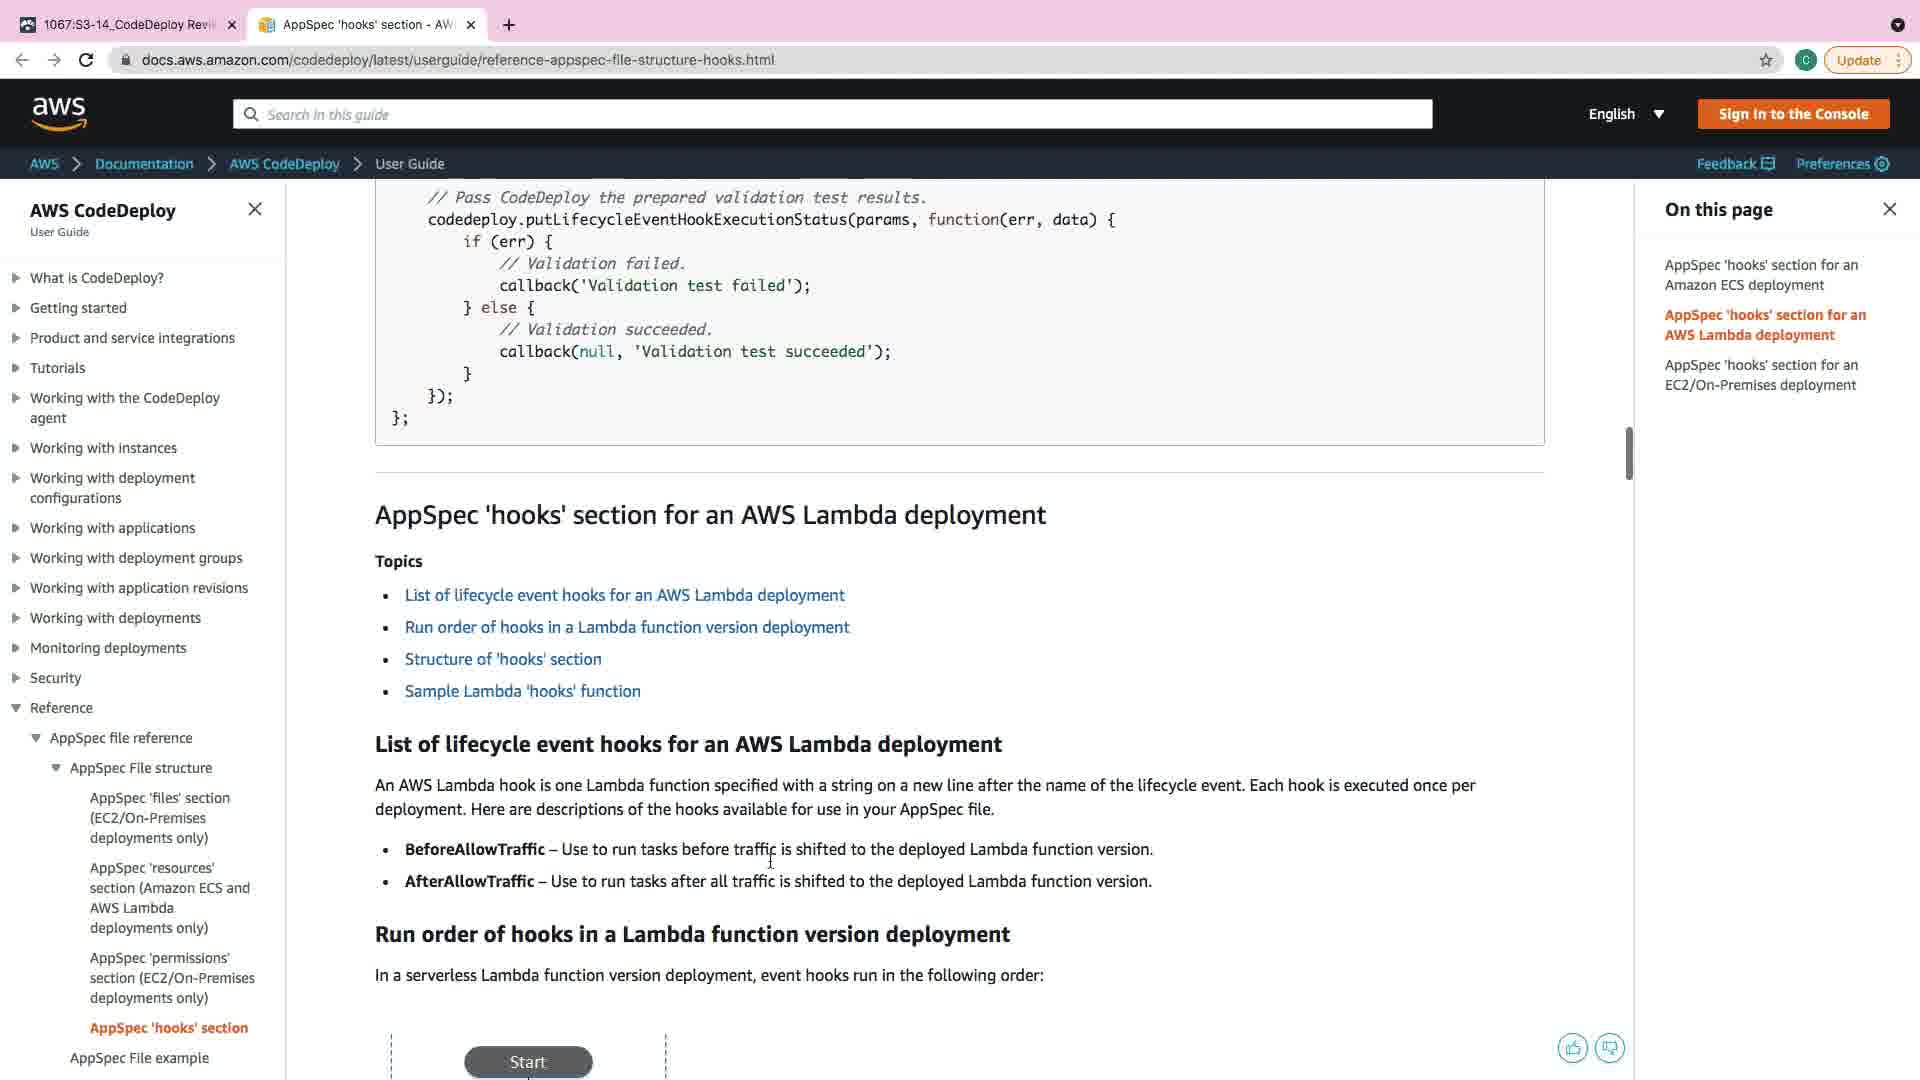 1067:S3-14_CodeDeploy Revi
AppSpec 'hooks' section - AW
docs.aws.amazon.com/codedeploy/latest/userguide/reference-appspec-file-structure-hooks.html
C
Update
aws
Search in this guide
English
Sign In to the Console
AWS
Documentation
AWS CodeDeploy
User Guide
Feedback
Preferences
AWS CodeDeploy
User Guide
What is CodeDeploy?
Getting started
Product and service integrations
Tutorials
Working with the CodeDeploy
agent
Working with instances
Working with deployment
configurations
Working with applications
Working with deployment groups
Working with application revisions
Working with deployments
Monitoring deployments
Security
Reference
AppSpec file reference
AppSpec File structure
AppSpec 'files' section
(EC2/On-Premises
deployments only)
AppSpec 'resources'
section (Amazon ECS and
AWS Lambda
deployments only)
AppSpec 'permissions'
section (EC2/On-Premises
deployments only)
AppSpec 'hooks' section
AppSpec File example
// Pass CodeDeploy the prepared validation test results.
codedeploy.putLifecycleEventHookExecutionStatus(params, function(err, data) {
if (err) {
// Validation failed.
callback('Validation test failed');
} else {
// Validation succeeded.
callback(null, 'Validation test succeeded');
}
});
};
AppSpec 'hooks' section for an AWS Lambda deployment
Topics
• List of lifecycle event hooks for an AWS Lambda deployment
• Run order of hooks in a Lambda function version deployment
• Structure of 'hooks' section
• Sample Lambda 'hooks' function
List of lifecycle event hooks for an AWS Lambda deployment
An AWS Lambda hook is one Lambda function specified with a string on a new line after the name of the lifecycle event. Each hook is executed once per
deployment. Here are descriptions of the hooks available for use in your AppSpec file.
• BeforeAllowTraffic – Use to run tasks before traffic is shifted to the deployed Lambda function version.
• AfterAllowTraffic – Use to run tasks after all traffic is shifted to the deployed Lambda function version.
Run order of hooks in a Lambda function version deployment
In a serverless Lambda function version deployment, event hooks run in the following order:
Start
On this page
AppSpec 'hooks' section for an
Amazon ECS deployment
AppSpec 'hooks' section for an
AWS Lambda deployment
AppSpec 'hooks' section for an
EC2/On-Premises deployment